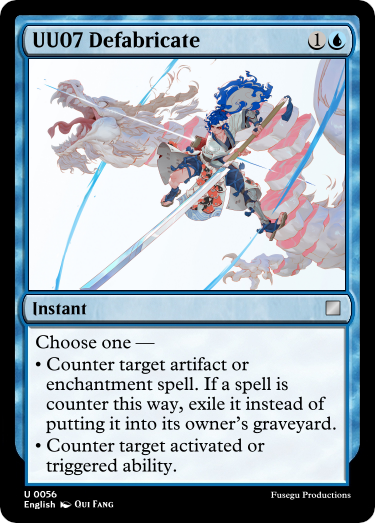 UU07 Defabricate
1
Instant
Choose one —
• Counter target artifact or
enchantment spell. If a spell is
counter this way, exile it instead of
putting it into its owner's graveyard.
• Counter target activated or
triggered ability.
U 0056
English Qui Fang
Fusegu Productions